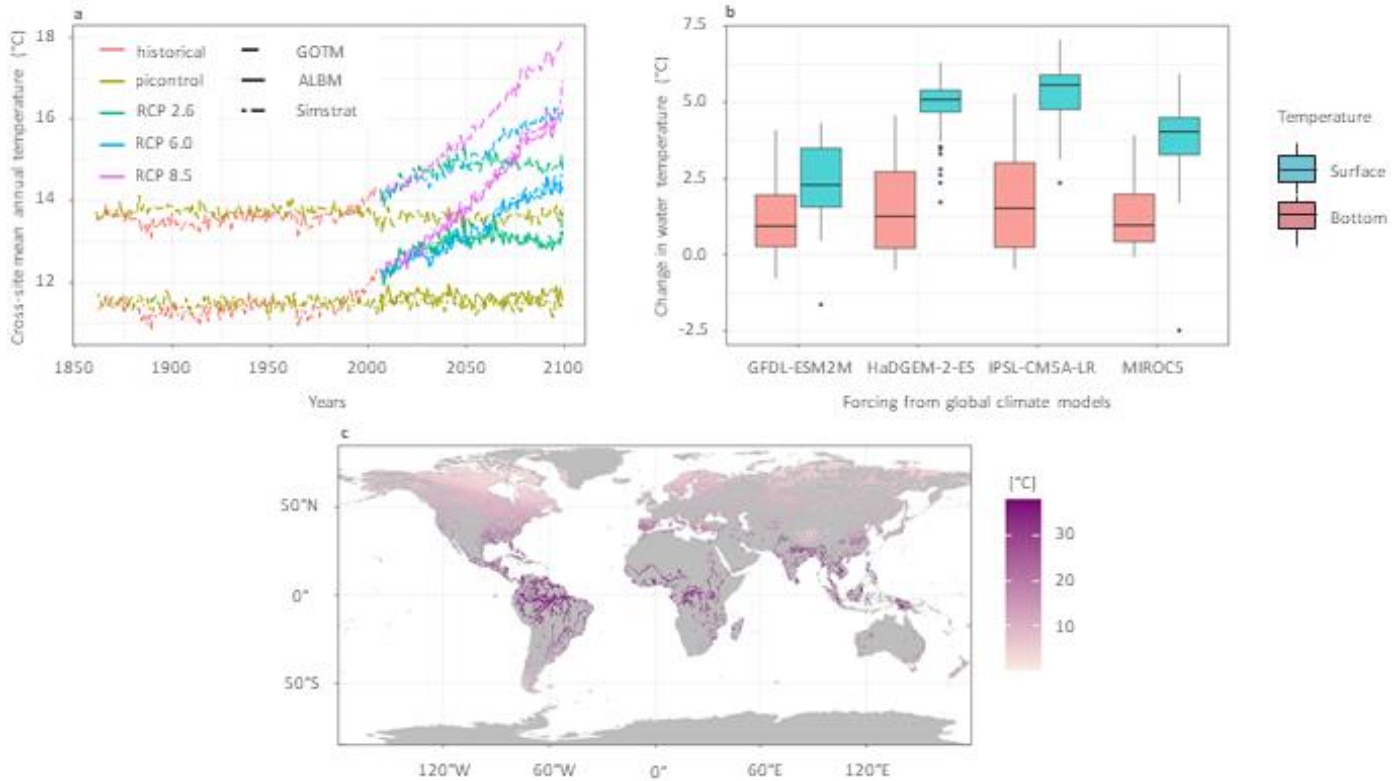 a
Cross-site mean annual temperature (°C)
18
16
14
12
historical
picontrol
RCP 2.6
RCP 6.0
RCP 8.5
GOTM
ALBM
Simstrat
1850 1900 1950 2000 2050 2100
Years
b
Change in water temperature (°C)
7.5
5.0
2.5
0.0
-2.5
GFDL-ESM2M HaDGEM-2-ES IPSL-CM5A-LR MIROC5
Forcing from global climate models
Temperature
Surface
Bottom
c
50°N
0°
50°S
120°W 60°W 0° 60°E 120°E
[°C]
30
20
10